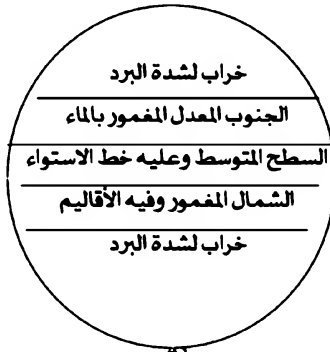 خراب لشدة البرد
الجنوب المعدل المغمور بالماء
السطح المتوسط وعليه خط الاستواء
الشمال المغمور وفيه الأقاليم
خراب لشدة البرد